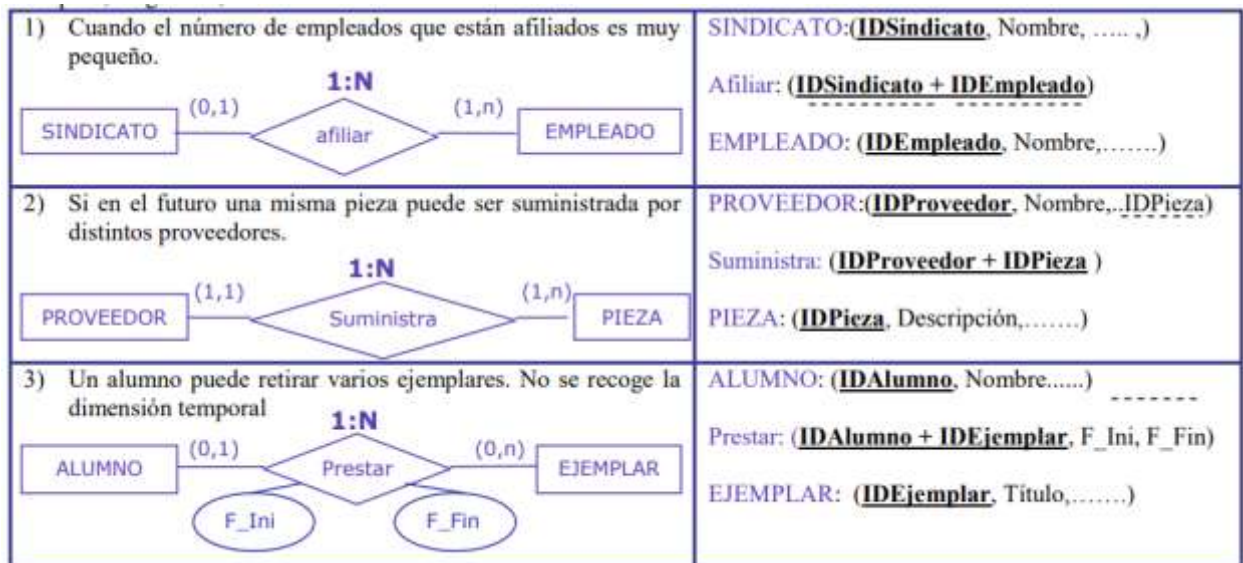 1) Cuando el número de empleados que están afiliados es muy
pequeño.
1:N
(0,1)
(1,n)
SINDICATO
afiliar
EMPLEADO
SINDICATO:(IDSindicato, Nombre, ….. ,)
Afiliar: (IDSindicato + IDEmpleado)
EMPLEADO: (IDEmpleado, Nombre,…….)
2) Si en el futuro una misma pieza puede ser suministrada por
distintos proveedores.
1:N
(1,1)
(1,n)
PROVEEDOR
Suministra
PIEZA
PROVEEDOR:(IDProveedor, Nombre,..IDPieza)
Suministra: (IDProveedor + IDPieza )
PIEZA: (IDPieza, Descripción,…….)
3) Un alumno puede retirar varios ejemplares. No se recoge la
dimensión temporal
1:N
(0,1)
(0,n)
ALUMNO
Prestar
EJEMPLAR
F_Ini
F_Fin
ALUMNO: (IDAlumno, Nombre......)
Prestar: (IDAlumno + IDEjemplar, F_Ini, F_Fin)
EJEMPLAR: (IDEjemplar, Título,…….)